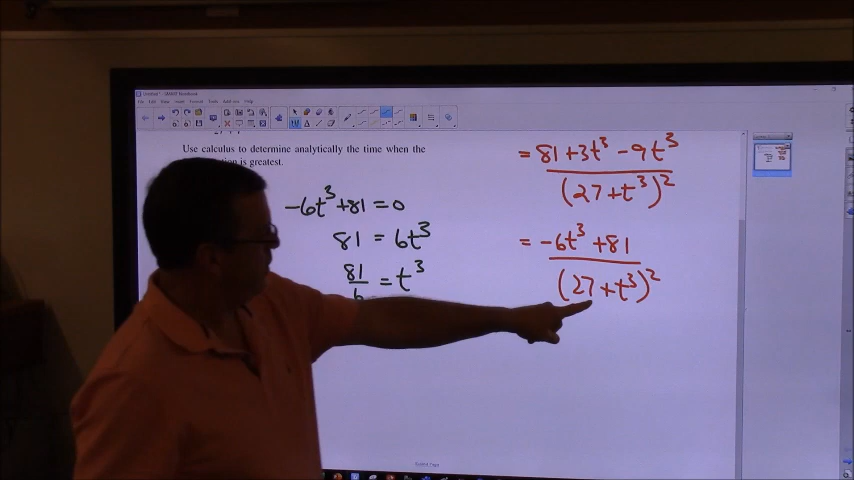 Use calculus to determine analytically the time when the
is greatest.
= 81 + 3t³ - 9t³
(27 + t³)²
-6t³ + 81 = 0
81 = 6t³
81/6 = t³
= -6t³ + 81
(27 + t³)²